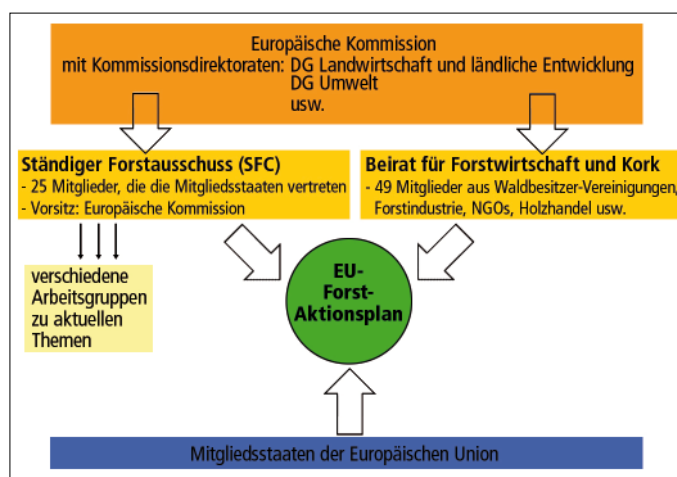 Europäische Kommission
mit Kommissionsdirektoraten: DG Landwirtschaft und ländliche Entwicklung
DG Umwelt
usw.
Ständiger Forstausschuss (SFC)
- 25 Mitglieder, die die Mitgliedsstaaten vertreten
- Vorsitz: Europäische Kommission
Beirat für Forstwirtschaft und Kork
- 49 Mitglieder aus Waldbesitzer-Vereinigungen,
Forstindustrie, NGOs, Holzhandel usw.
verschiedene
Arbeitsgruppen
zu aktuellen
Themen
EU-
Forst-
Aktionsplan
Mitgliedsstaaten der Europäischen Union